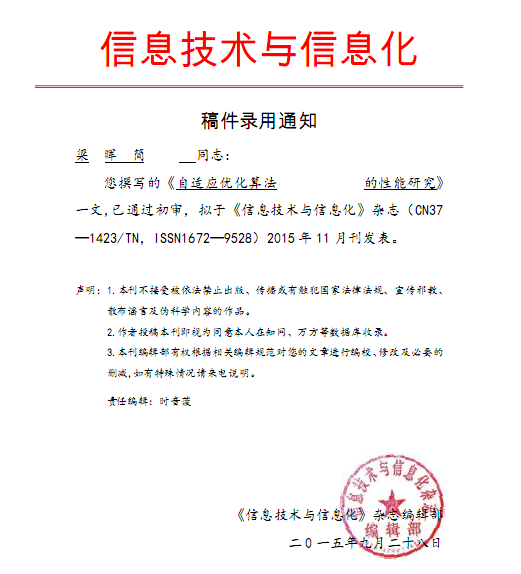 信息技术与信息化
稿件录用通知
梁 晖 简 同志：
您撰写的《自适应优化算法 的性能研究》
一文,已通过初审，拟于《信息技术与信息化》杂志（CN37
—1423/TN，ISSN1672—9528）2015年11月刊发表。
声明：1.本刊不接受被依法禁止出版、传播或有触犯国家法律法规、宣传邪教、
散布谣言及伪科学内容的作品。
2.作者投稿本刊即视为同意本人在知网、万方等数据库收录。
3.本刊编辑部有权根据相关编辑规范对您的文章进行编校、修改及必要的
删减,如有特殊情况请来电说明。
责任编辑：时音菠
信息技术与信息化杂志
编辑部
《信息技术与信息化》杂志编辑部
二〇一五年九月二十八日